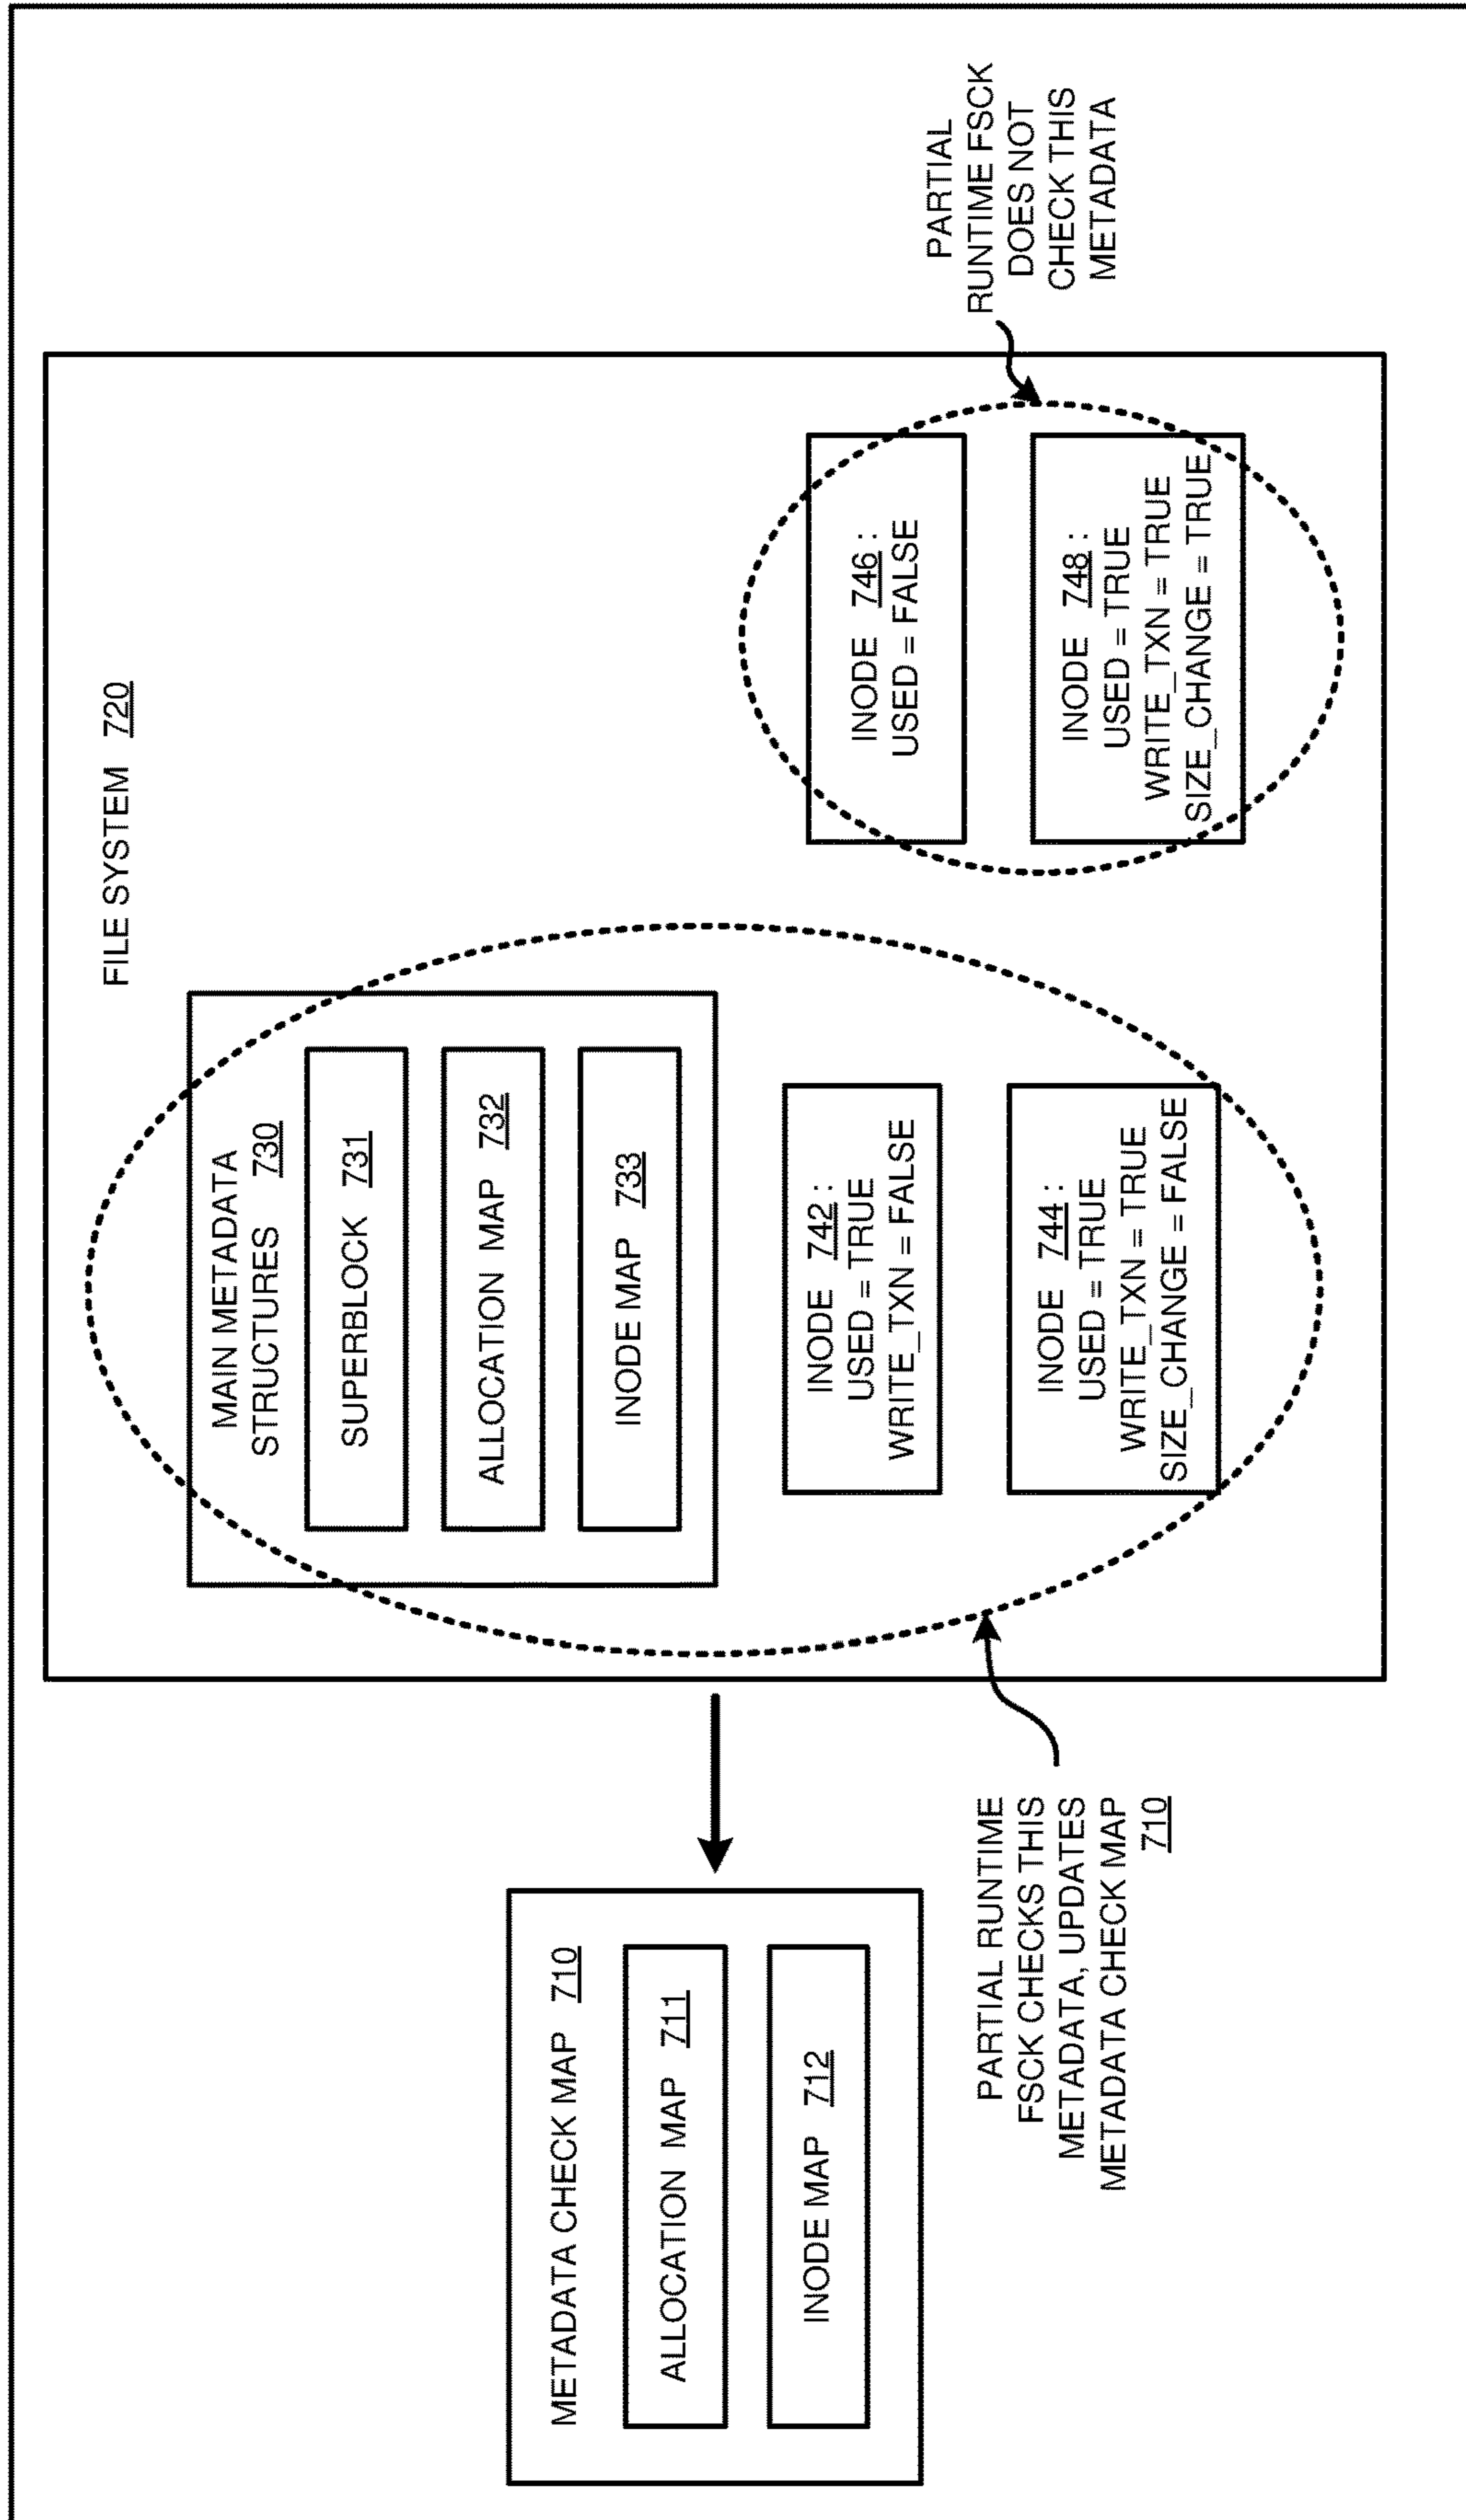 FILE SYSTEM 720
MAIN METADATA
STRUCTURES 730
SUPERBLOCK 731
ALLOCATION MAP 732
INODE MAP 733
INODE 742 :
USED = TRUE
WRITE_TXN = FALSE
INODE 744 :
USED = TRUE
WRITE_TXN = TRUE
SIZE_CHANGE = FALSE
INODE 746 :
USED = FALSE
INODE 748 :
USED = TRUE
WRITE_TXN = TRUE
SIZE_CHANGE = TRUE
PARTIAL
RUNTIME FSCK
DOES NOT
CHECK THIS
METADATA
METADATA CHECK MAP 710
ALLOCATION MAP 711
INODE MAP 712
PARTIAL RUNTIME
FSCK CHECKS THIS
METADATA, UPDATES
METADATA CHECK MAP
710